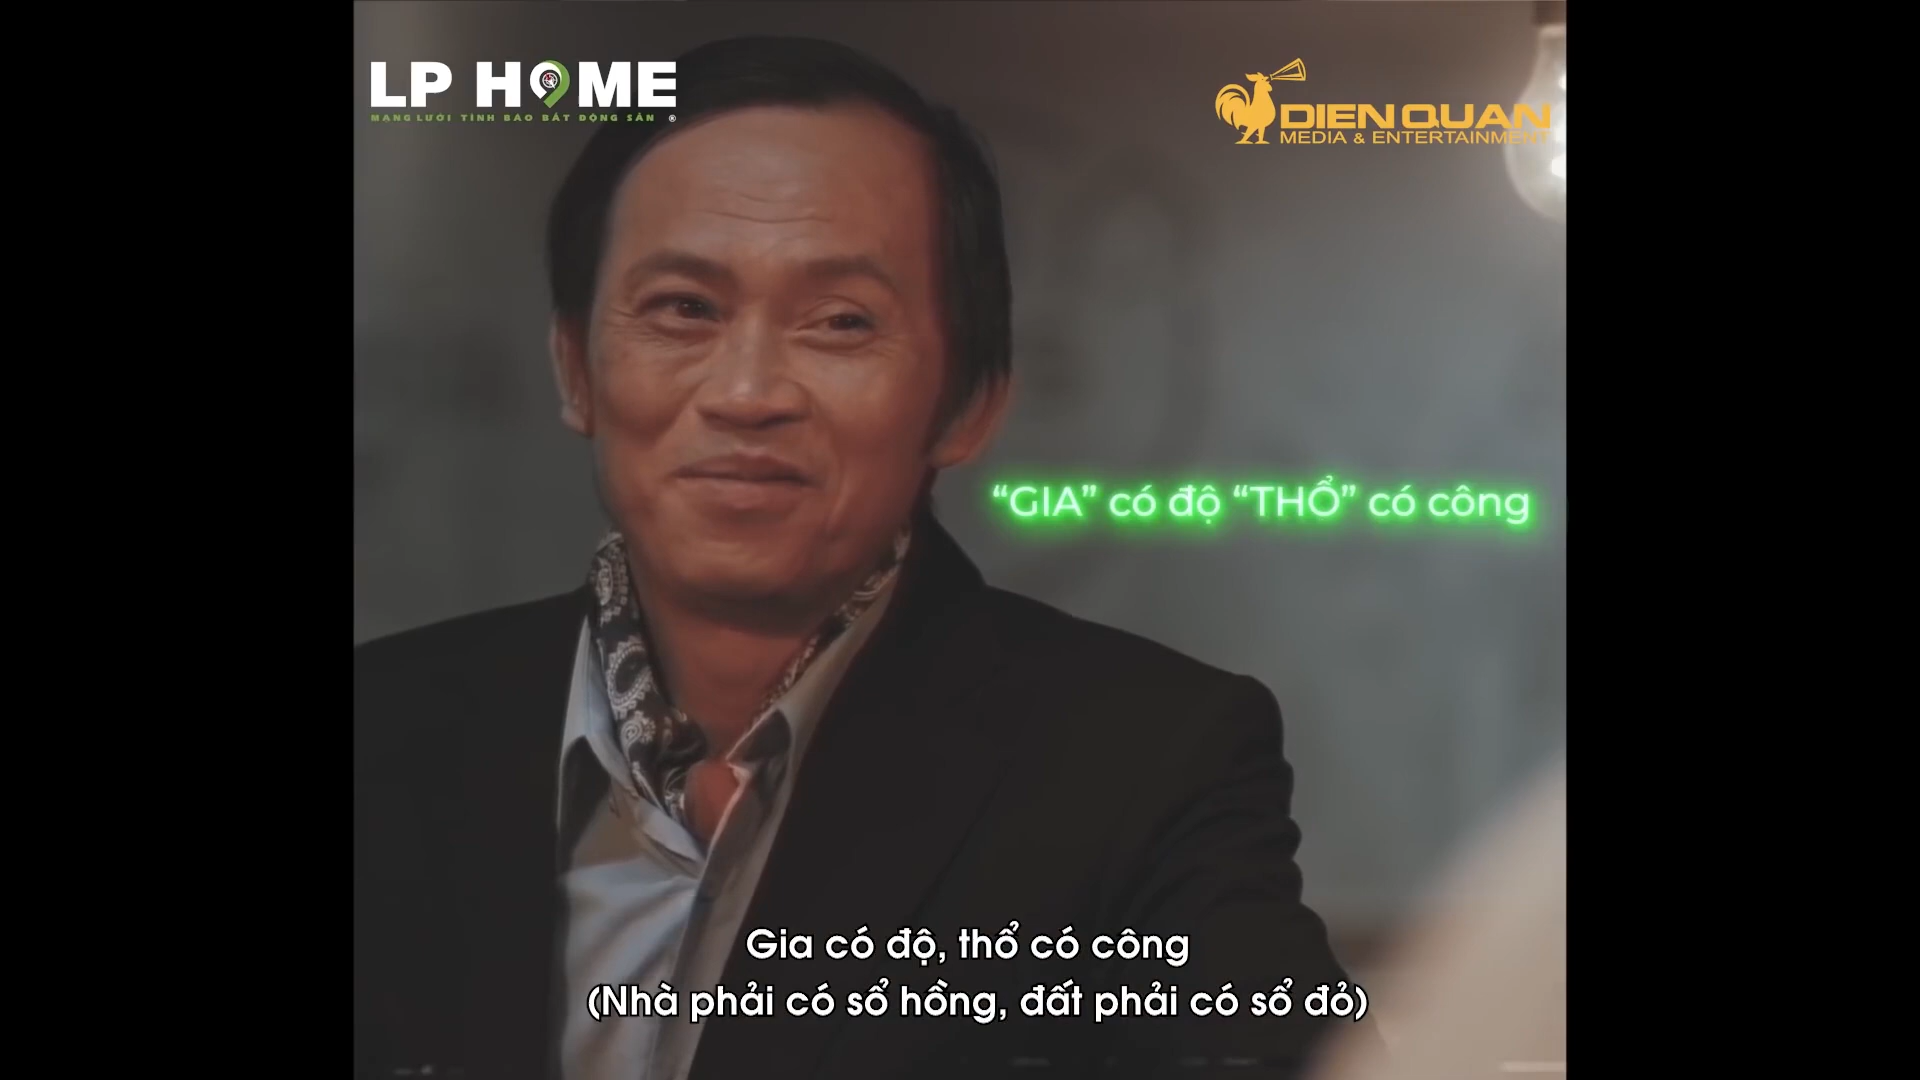 LP HOME
MẠNG LƯỚI TÌNH BÁO BẤT ĐỘNG SẢN ®
DIEN QUAN
MEDIA & ENTERTAINMENT
“GIA” có độ “THỔ” có công
Gia có độ, thổ có công
(Nhà phải có sổ hồng, đất phải có sổ đỏ)